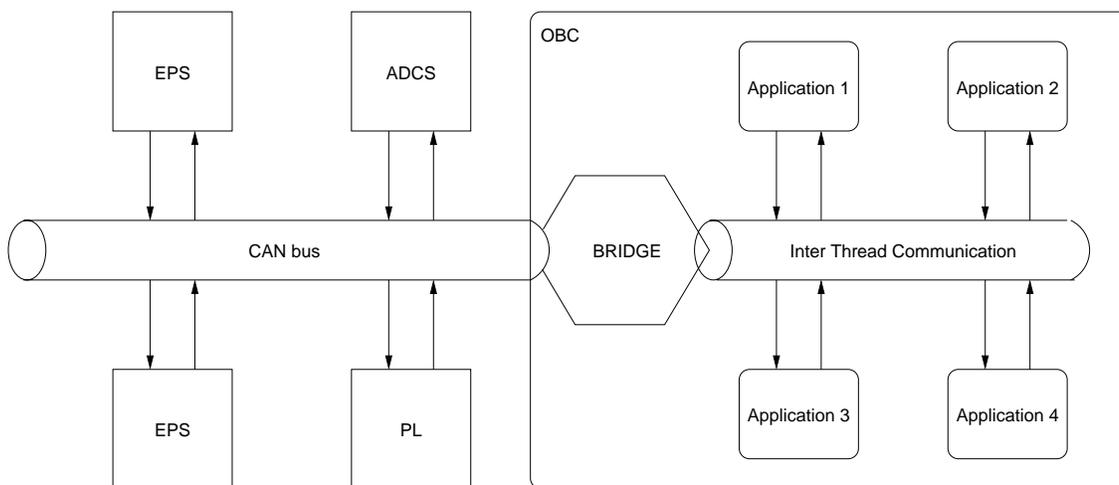 OBC
EPS
ADCS
Application 1
Application 2
CAN bus
BRIDGE
Inter Thread Communication
EPS
PL
Application 3
Application 4